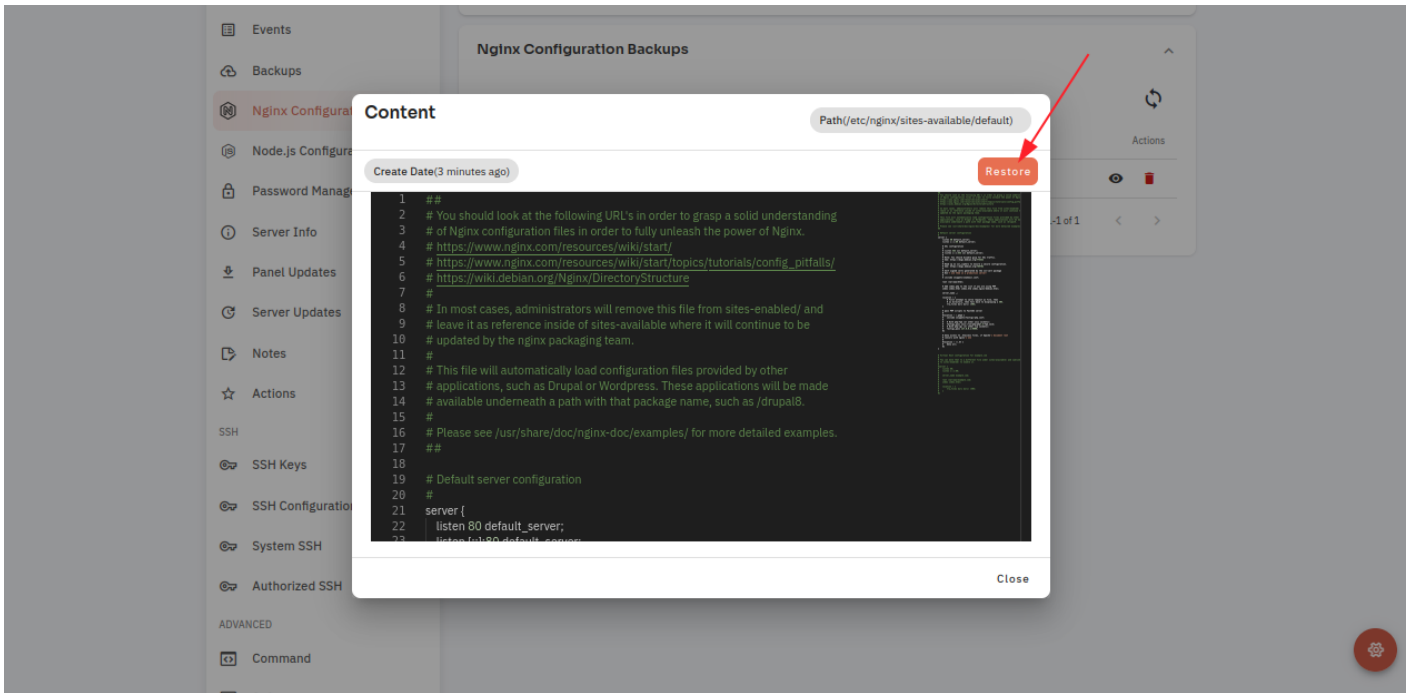 Events
Backups
Nginx Configurat
Node.js Configura
Password Manage
Server Info
Panel Updates
Server Updates
Notes
Actions
SSH
SSH Keys
SSH Configuration
System SSH
Authorized SSH
ADVANCED
Command
Nginx Configuration Backups
Actions
1-1 of 1
Content
Path(/etc/nginx/sites-available/default)
Create Date(3 minutes ago)
Restore
1 ##
2 # You should look at the following URL's in order to grasp a solid understanding
3 # of Nginx configuration files in order to fully unleash the power of Nginx.
4 # https://www.nginx.com/resources/wiki/start/
5 # https://www.nginx.com/resources/wiki/start/topics/tutorials/config_pitfalls/
6 # https://wiki.debian.org/Nginx/DirectoryStructure
7 #
8 # In most cases, administrators will remove this file from sites-enabled/ and
9 # leave it as reference inside of sites-available where it will continue to be
10 # updated by the nginx packaging team.
11 #
12 # This file will automatically load configuration files provided by other
13 # applications, such as Drupal or Wordpress. These applications will be made
14 # available underneath a path with that package name, such as /drupal8.
15 #
16 # Please see /usr/share/doc/nginx-doc/examples/ for more detailed examples.
17 ##
18
19 # Default server configuration
20 #
21 server {
22 listen 80 default_server;
23 listen [::]:80 default_server;
Close